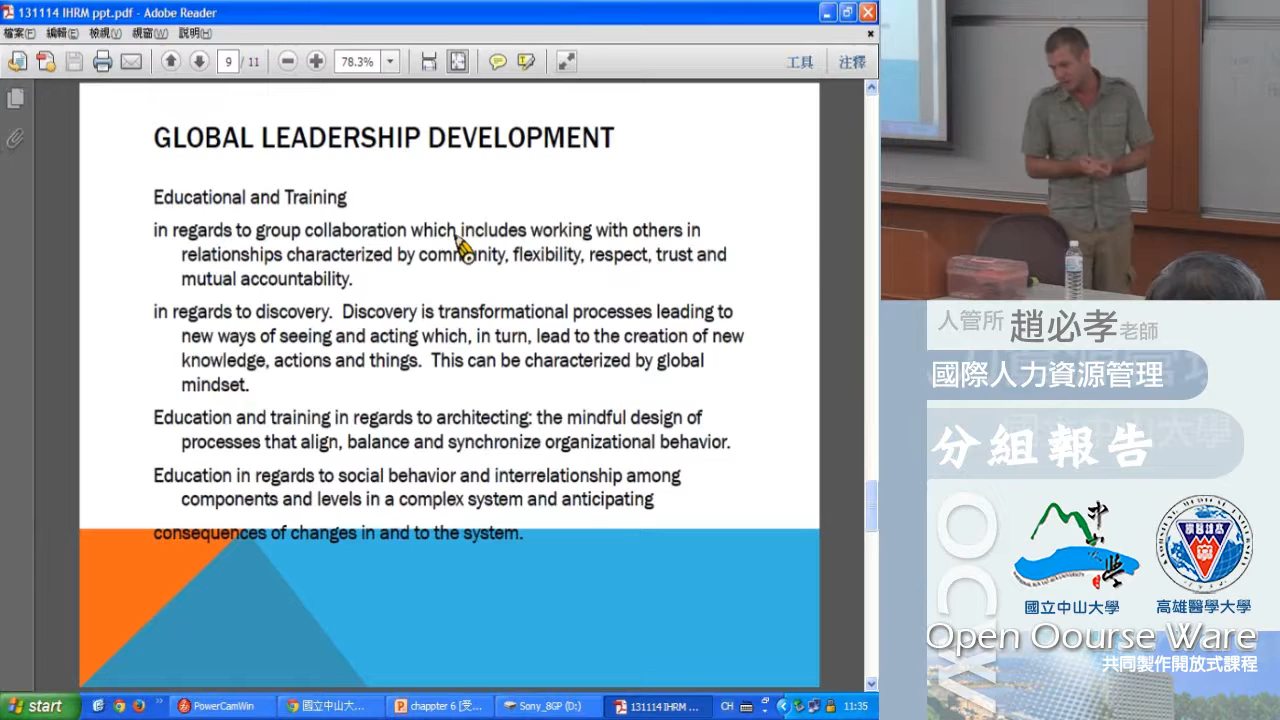 131114 IHRM ppt.pdf - Adobe Reader
檔案(F) 編輯(E) 檢視(V) 視窗(W) 說明(H)
9 / 11 78.3% 工具 注釋
GLOBAL LEADERSHIP DEVELOPMENT
Educational and Training
in regards to group collaboration which includes working with others in
relationships characterized by community, flexibility, respect, trust and
mutual accountability.
in regards to discovery. Discovery is transformational processes leading to
new ways of seeing and acting which, in turn, lead to the creation of new
knowledge, actions and things. This can be characterized by global
mindset.
Education and training in regards to architecting: the mindful design of
processes that align, balance and synchronize organizational behavior.
Education in regards to social behavior and interrelationship among
components and levels in a complex system and anticipating
consequences of changes in and to the system.
人管所 趙必孝老師
國際人力資源管理
分組報告
國立中山大學 高雄醫學大學
OCW
Open Oourse Ware
共同製作開放式課程
start PowerCamWin 國立中山大... chappter 6 [受... Sony_8GP (D:) 131114 IHRM ... CH 11:35